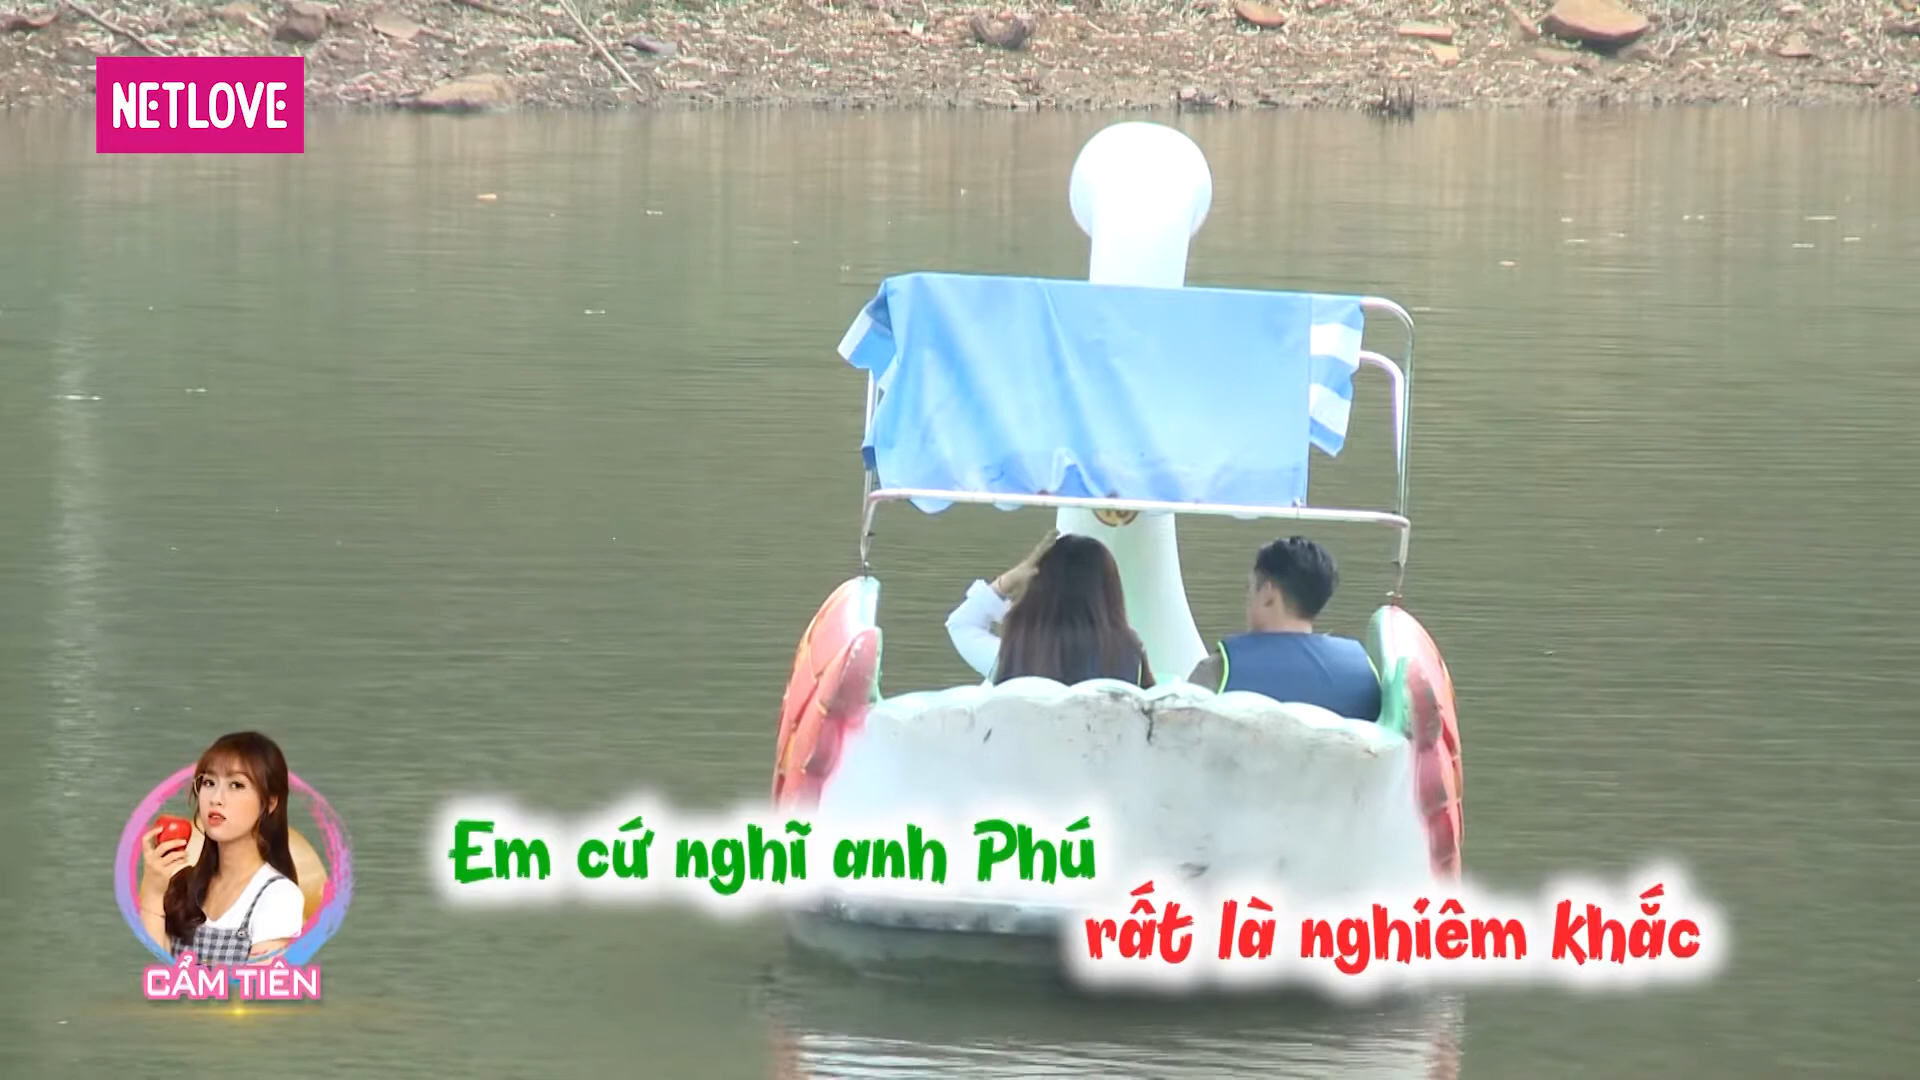 NETLOVE
Em cứ nghĩ anh Phú
rất là nghiêm khắc
CẨM TIÊN